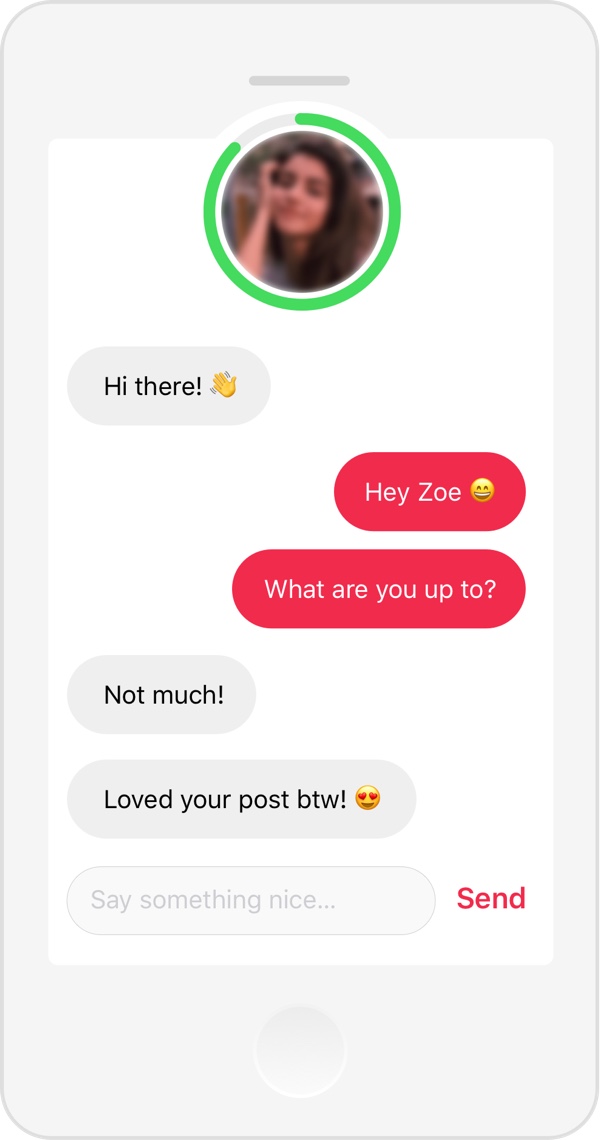 Hi there! 👋
Hey Zoe 😄
What are you up to?
Not much!
Loved your post btw! 😍
Say something nice...
Send